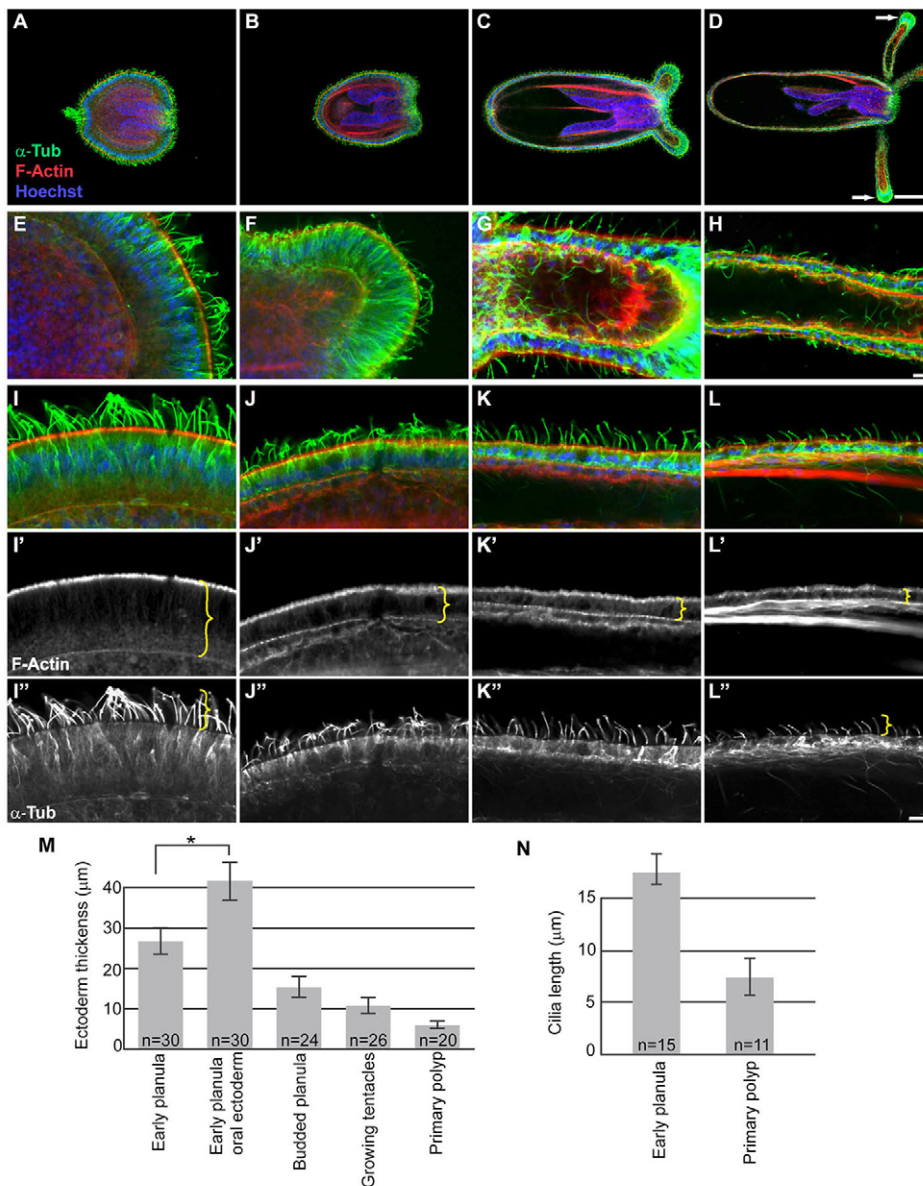 A
B
C
D
α-Tub
F-Actin
Hoechst
E
F
G
H
I
J
K
L
I’
J’
K’
L’
F-Actin
I”
J”
K”
L”
α-Tub
M
*
Ectoderm thickenss (μm)
40
30
20
10
0
n=30
n=30
n=24
n=26
n=20
Early planula
Early planula
oral ectoderm
Budded planula
Growing tentacles
Primary polyp
N
Cilia length (μm)
15
10
5
0
n=15
n=11
Early planula
Primary polyp